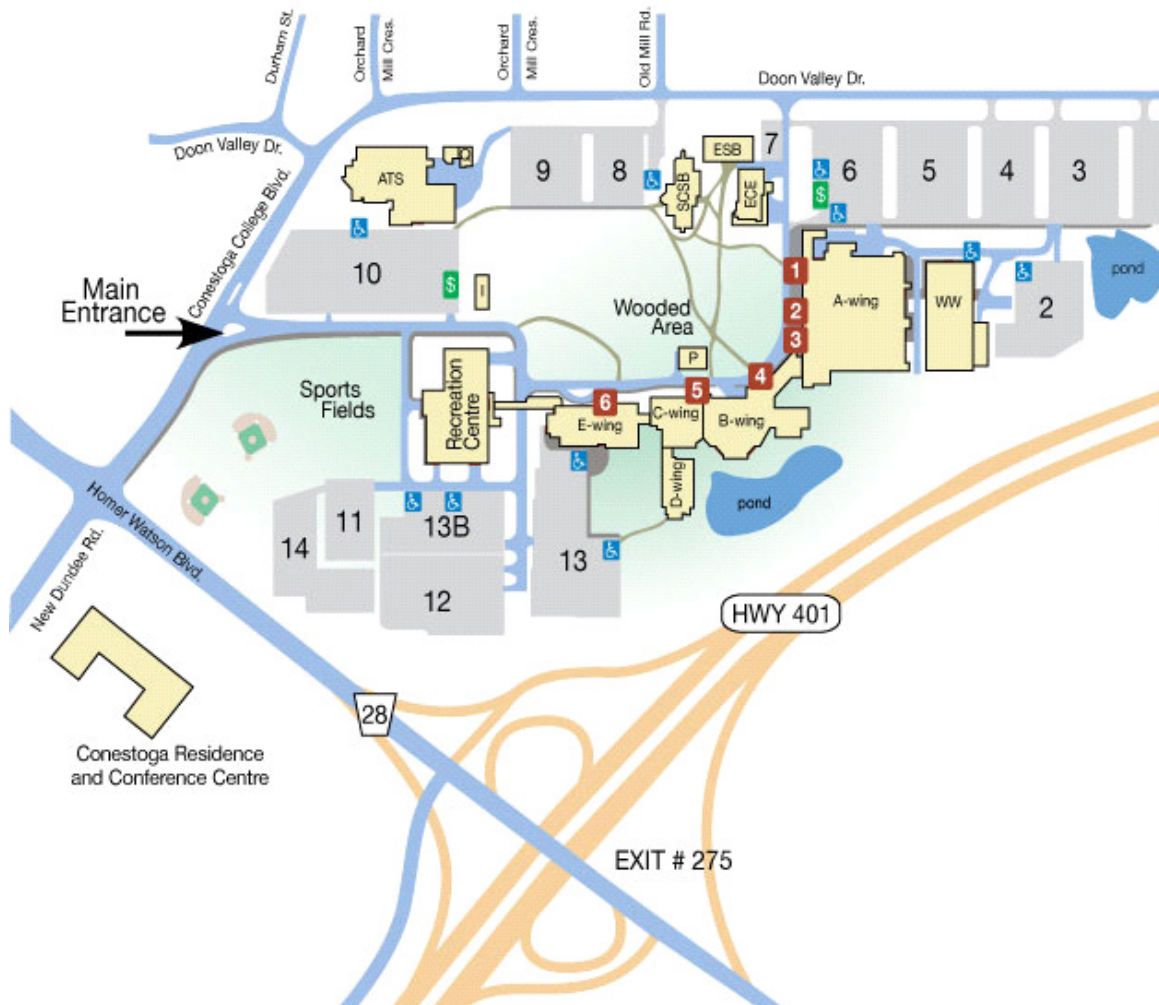 Durham St.
Orchard
Mill Cres.
Orchard
Mill Cres.
Old Mill Rd.
Doon Valley Dr.
Doon Valley Dr.
Conestoga College Blvd.
ATS
O
9
8
SCSB
ESB
7
ECE
6
5
4
3
$
10
$
I
1
2
3
A-wing
WW
2
pond
Main
Entrance
Wooded
Area
P
4
5
6
Sports
Fields
Recreation
Centre
E-wing
C-wing
B-wing
D-wing
pond
Homer Watson Blvd.
New Dundee Rd.
14
11
13B
12
13
HWY 401
28
Conestoga Residence
and Conference Centre
EXIT # 275